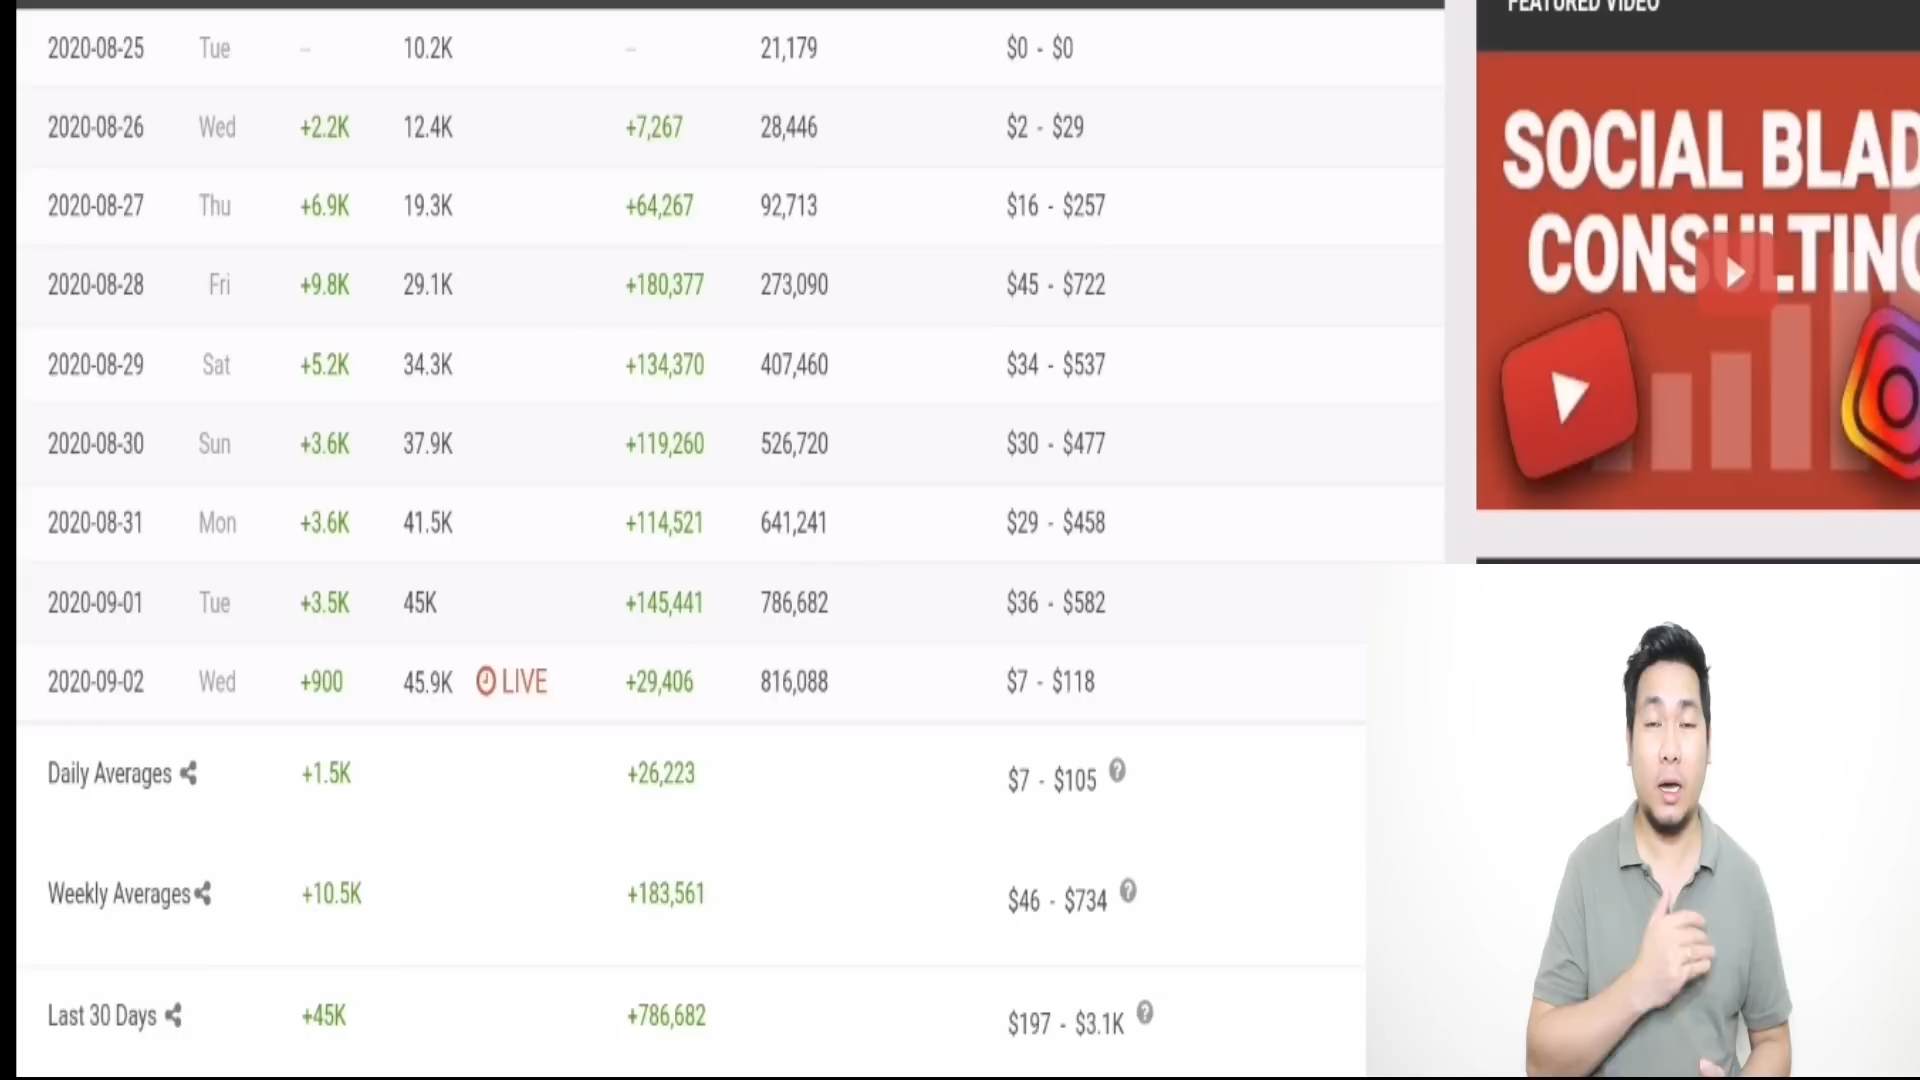 FEATURED VIDEO
2020-08-25 Tue – 10.2K – 21,179 $0 - $0
2020-08-26 Wed +2.2K 12.4K +7,267 28,446 $2 - $29
2020-08-27 Thu +6.9K 19.3K +64,267 92,713 $16 - $257
2020-08-28 Fri +9.8K 29.1K +180,377 273,090 $45 - $722
2020-08-29 Sat +5.2K 34.3K +134,370 407,460 $34 - $537
2020-08-30 Sun +3.6K 37.9K +119,260 526,720 $30 - $477
2020-08-31 Mon +3.6K 41.5K +114,521 641,241 $29 - $458
2020-09-01 Tue +3.5K 45K +145,441 786,682 $36 - $582
2020-09-02 Wed +900 45.9K LIVE +29,406 816,088 $7 - $118
Daily Averages +1.5K +26,223 $7 - $105 ?
Weekly Averages +10.5K +183,561 $46 - $734 ?
Last 30 Days +45K +786,682 $197 - $3.1K ?
SOCIAL BLAD
CONSULTING